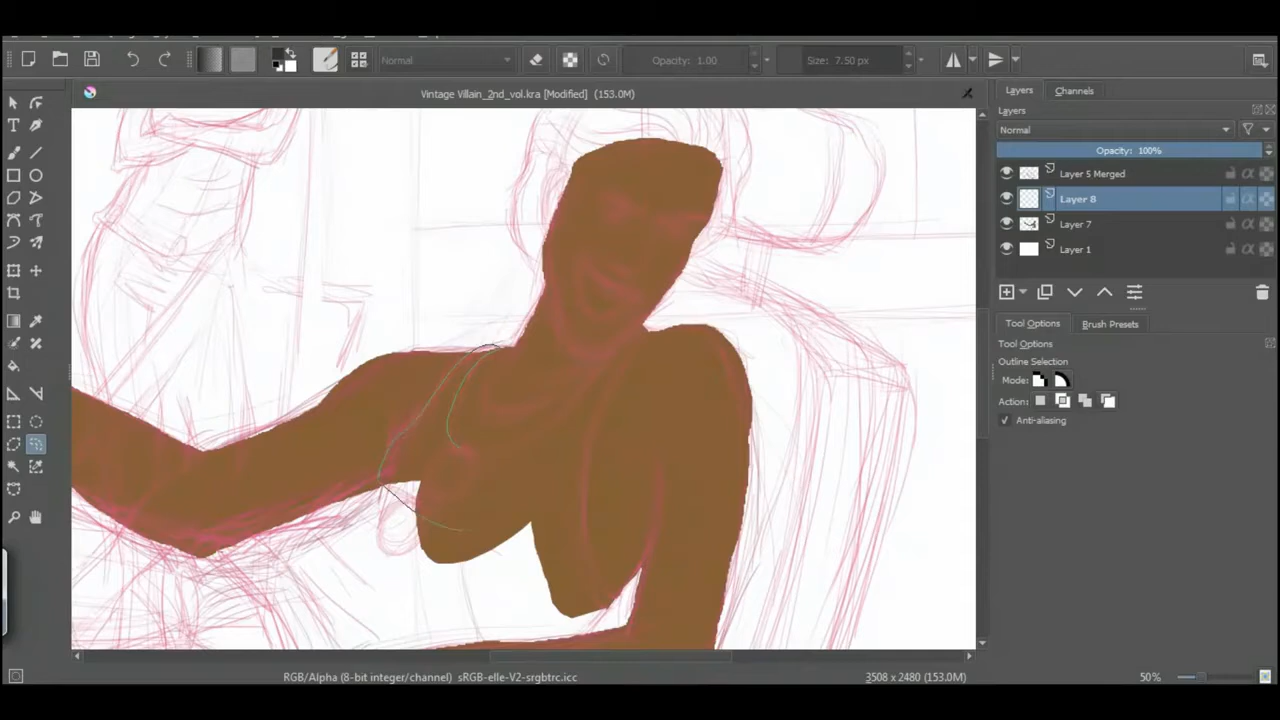 Normal
Opacity: 1.00
Size: 7.50 px
Vintage Villain_2nd_vol.kra [Modified] (153.0M)
Layers
Channels
Layers
Normal
Opacity: 100%
Layer 5 Merged
Layer 8
Layer 7
Layer 1
Tool Options
Brush Presets
Tool Options
Outline Selection
Mode:
Action:
Anti-aliasing
RGB/Alpha (8-bit integer/channel) sRGB-elle-V2-srgbtrc.icc
3508 x 2480 (153.0M)
50%